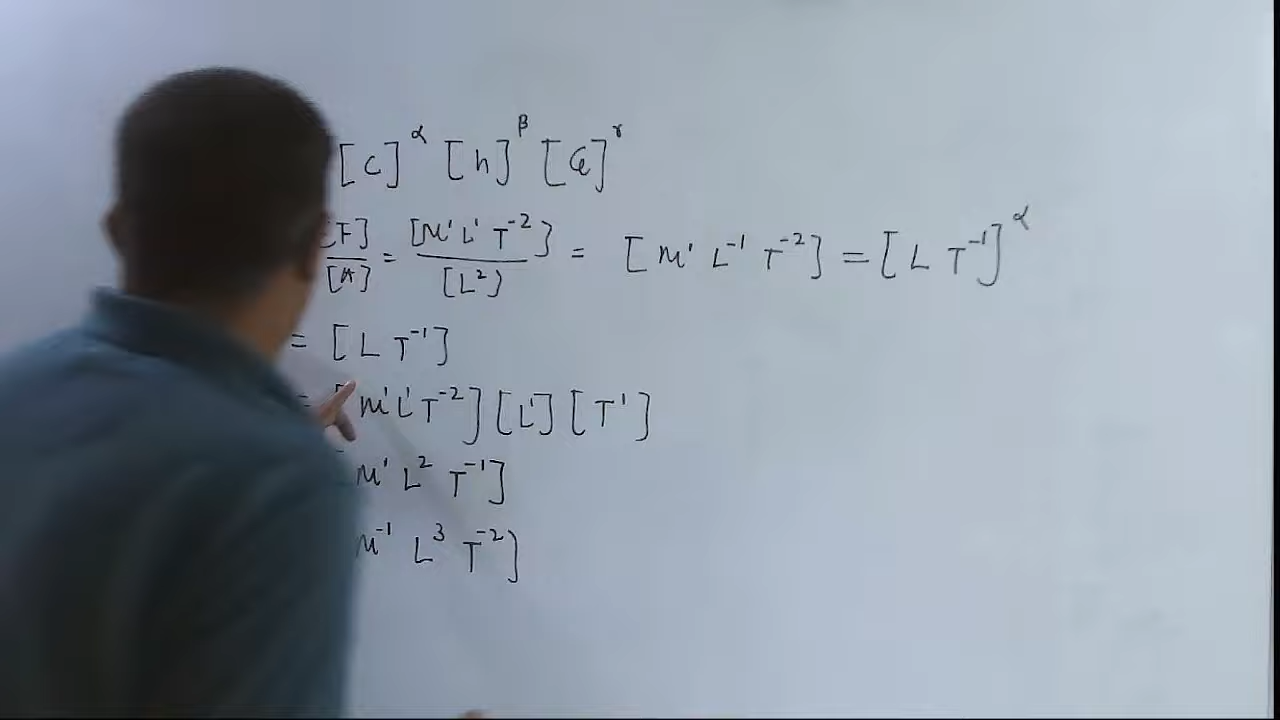 [C]^α [h]^β [G]^γ
[F]/[A] = [M¹ L¹ T⁻²]/[L²] = [M¹ L⁻¹ T⁻²] = [L T⁻¹]^α
= [L T⁻¹]
= [M¹ L¹ T⁻²] [L¹] [T¹]
[M¹ L² T⁻¹]
M⁻¹ L³ T⁻²]